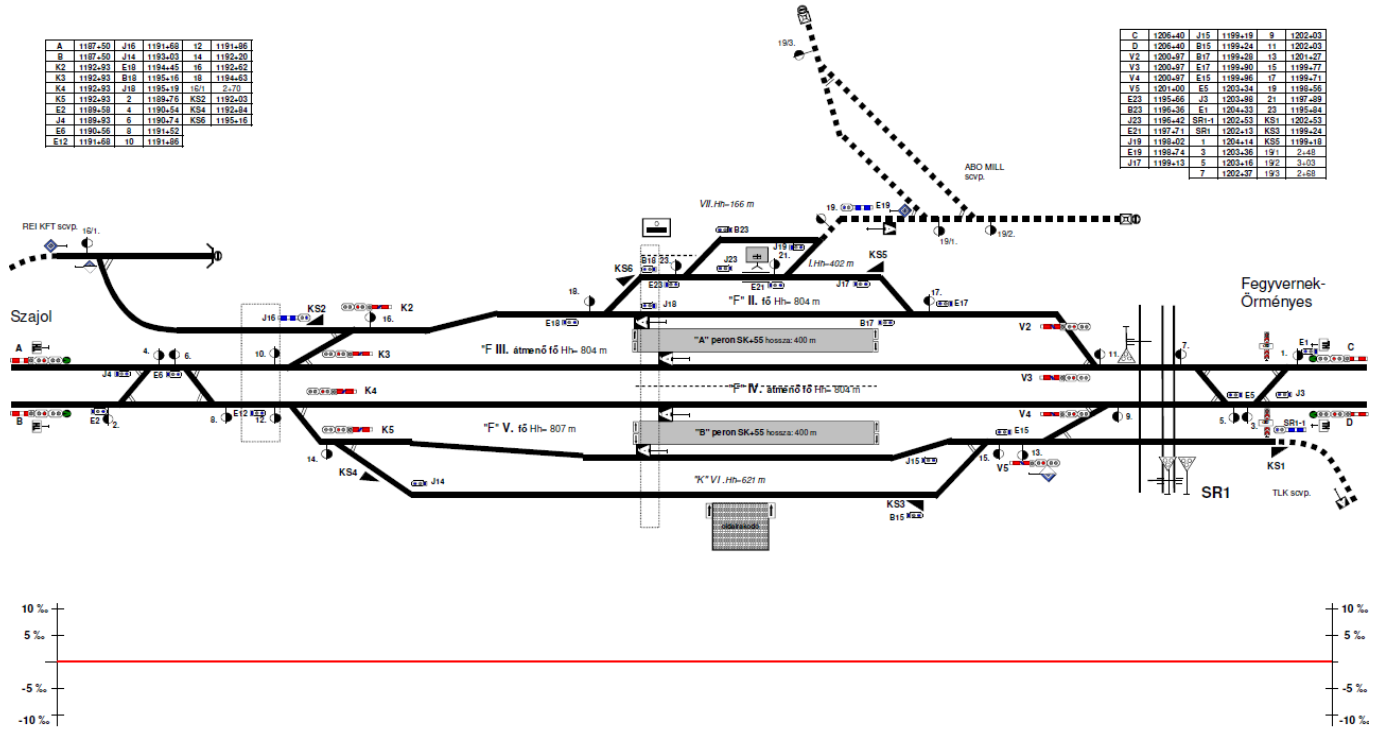 A 1187+50 J16 1191+68 12 1191+86
B 1187+50 J14 1193+03 14 1192+20
K2 1192+93 E18 1194+45 16 1192+62
K3 1192+93 B18 1195+16 18 1194+63
K4 1192+93 J18 1195+19 16/1 2+70
K5 1192+93 2 1189+76 KS2 1192+03
E2 1189+58 4 1190+54 KS4 1192+84
J4 1189+93 6 1190+74 KS6 1195+16
E6 1190+56 8 1191+52
E12 1191+68 10 1191+86
C 1206+40 J15 1199+19 9 1202+03
D 1206+40 B15 1199+24 11 1202+03
V2 1200+97 B17 1199+28 13 1201+27
V3 1200+97 E17 1199+90 15 1199+77
V4 1200+97 E15 1199+96 17 1199+71
V5 1201+00 E5 1203+34 19 1198+56
E23 1195+66 J3 1203+98 21 1197+89
B23 1196+36 E1 1204+33 23 1195+84
J23 1196+42 SR1-1 1202+53 KS1 1202+53
E21 1197+71 SR1 1202+13 KS3 1199+24
J19 1198+02 1 1204+14 KS5 1199+18
E19 1198+74 3 1203+36 19/1 2+48
J17 1199+13 5 1203+16 19/2 3+03
7 1202+37 19/3 2+68
19/3.
ABO MILL
scvp.
VII.Hh=166 m
19. E19
REI KFT scvp. 16/1.
B23
19/1. 19/2.
J19
B18 23. J23 21. I.Hh=402 m KS5
KS6
E23 E21 J17
Fegyvernek-
Örményes
18. "F" II. fő Hh= 804 m 17. E17
K2 J18
Szajol
J16 KS2 16. E18 B17 V2
A 4. 6. 10. K3 "F III. átmenő fő Hh= 804 m "A" peron SK+55 hossza: 400 m 11. 7. 1. E1 C
J4 E6 V3
K4 "F" IV. átmenő fő Hh= 804 m E5 J3
B E2 2. 8. E12 12. V4 9. 5. 3. SR1-1 D
K5 "F" V. fő Hh= 807 m "B" peron SK+55 hossza: 400 m E15
14. KS4 J15 15. 13. V5 KS1
J14 "K" VI .Hh=621 m SR1 TLK scvp.
KS3
B15
oldalrakodó
10 ‰ 10 ‰
5 ‰ 5 ‰
-5 ‰ -5 ‰
-10 ‰ -10 ‰